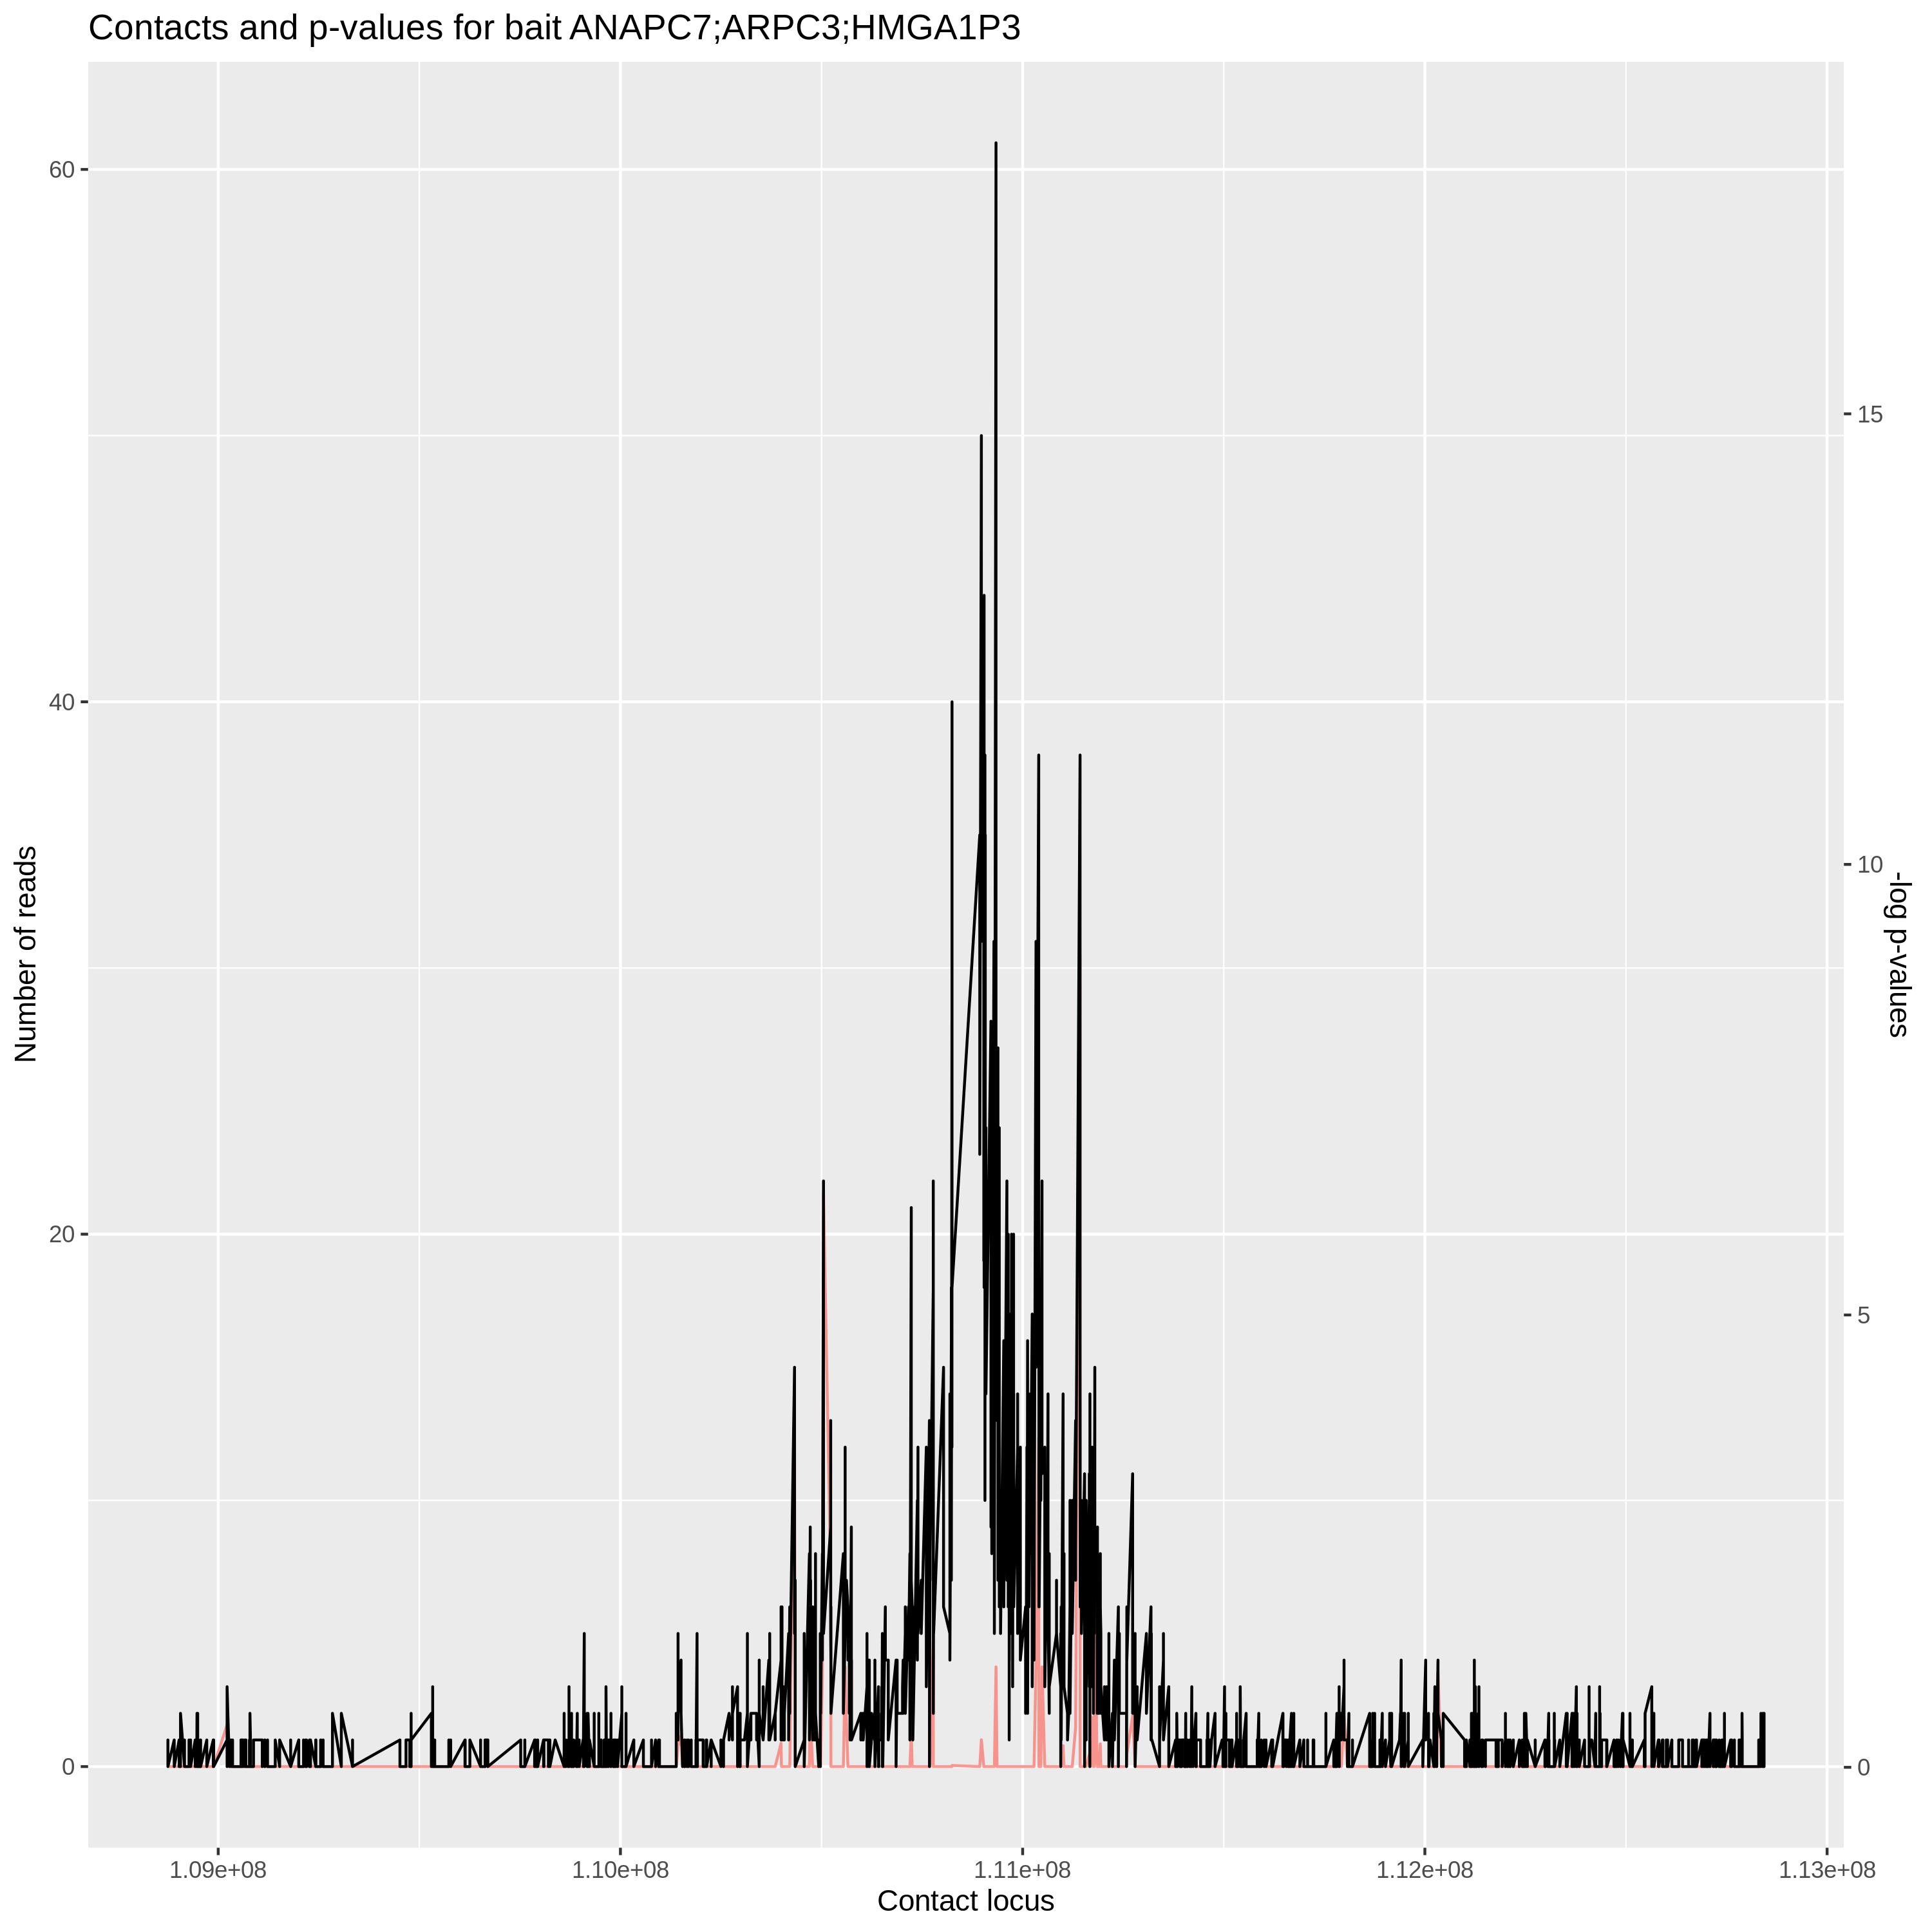 Contacts and p-values for bait ANAPC7;ARPC3;HMGA1P3
60
40
20
0
Number of reads
15
10
5
0
-log p-values
1.09e+08 1.10e+08 1.11e+08 1.12e+08 1.13e+08
Contact locus